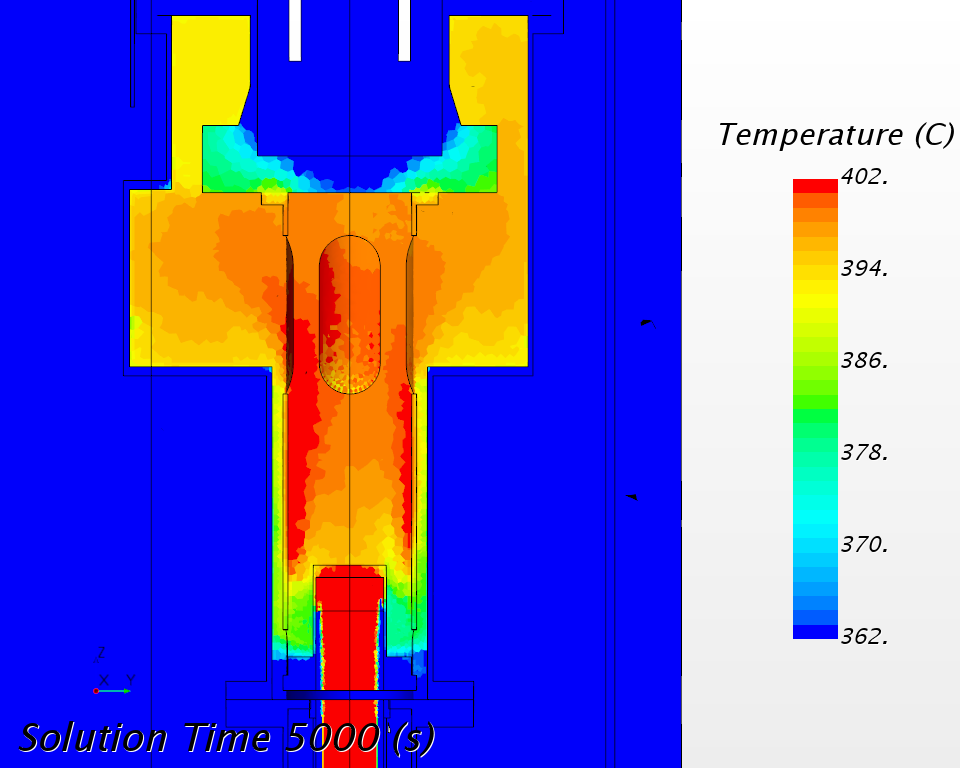 Temperature (C)
402.
394.
386.
378.
370.
362.
Z
X Y
Solution Time 5000 (s)